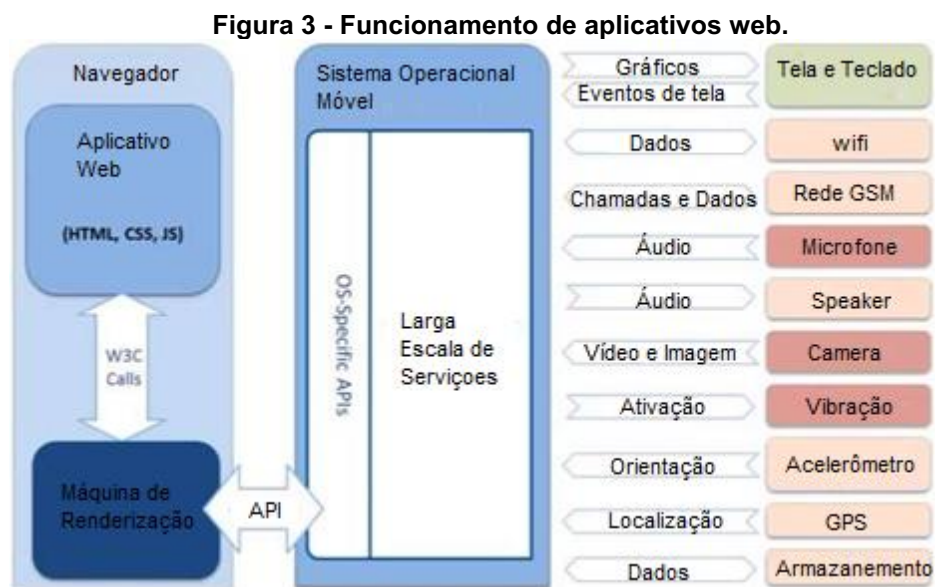 Figura 3 - Funcionamento de aplicativos web.
Navegador
Aplicativo
Web
(HTML, CSS, JS)
W3C
Calls
Máquina de
Renderização
API
Sistema Operacional
Móvel
OS-Specific APIs
Larga
Escala de
Serviçoes
Gráficos
Eventos de tela
Tela e Teclado
Dados
wifi
Chamadas e Dados
Rede GSM
Áudio
Microfone
Áudio
Speaker
Vídeo e Imagem
Camera
Ativação
Vibração
Orientação
Acelerômetro
Localização
GPS
Dados
Armazanemento